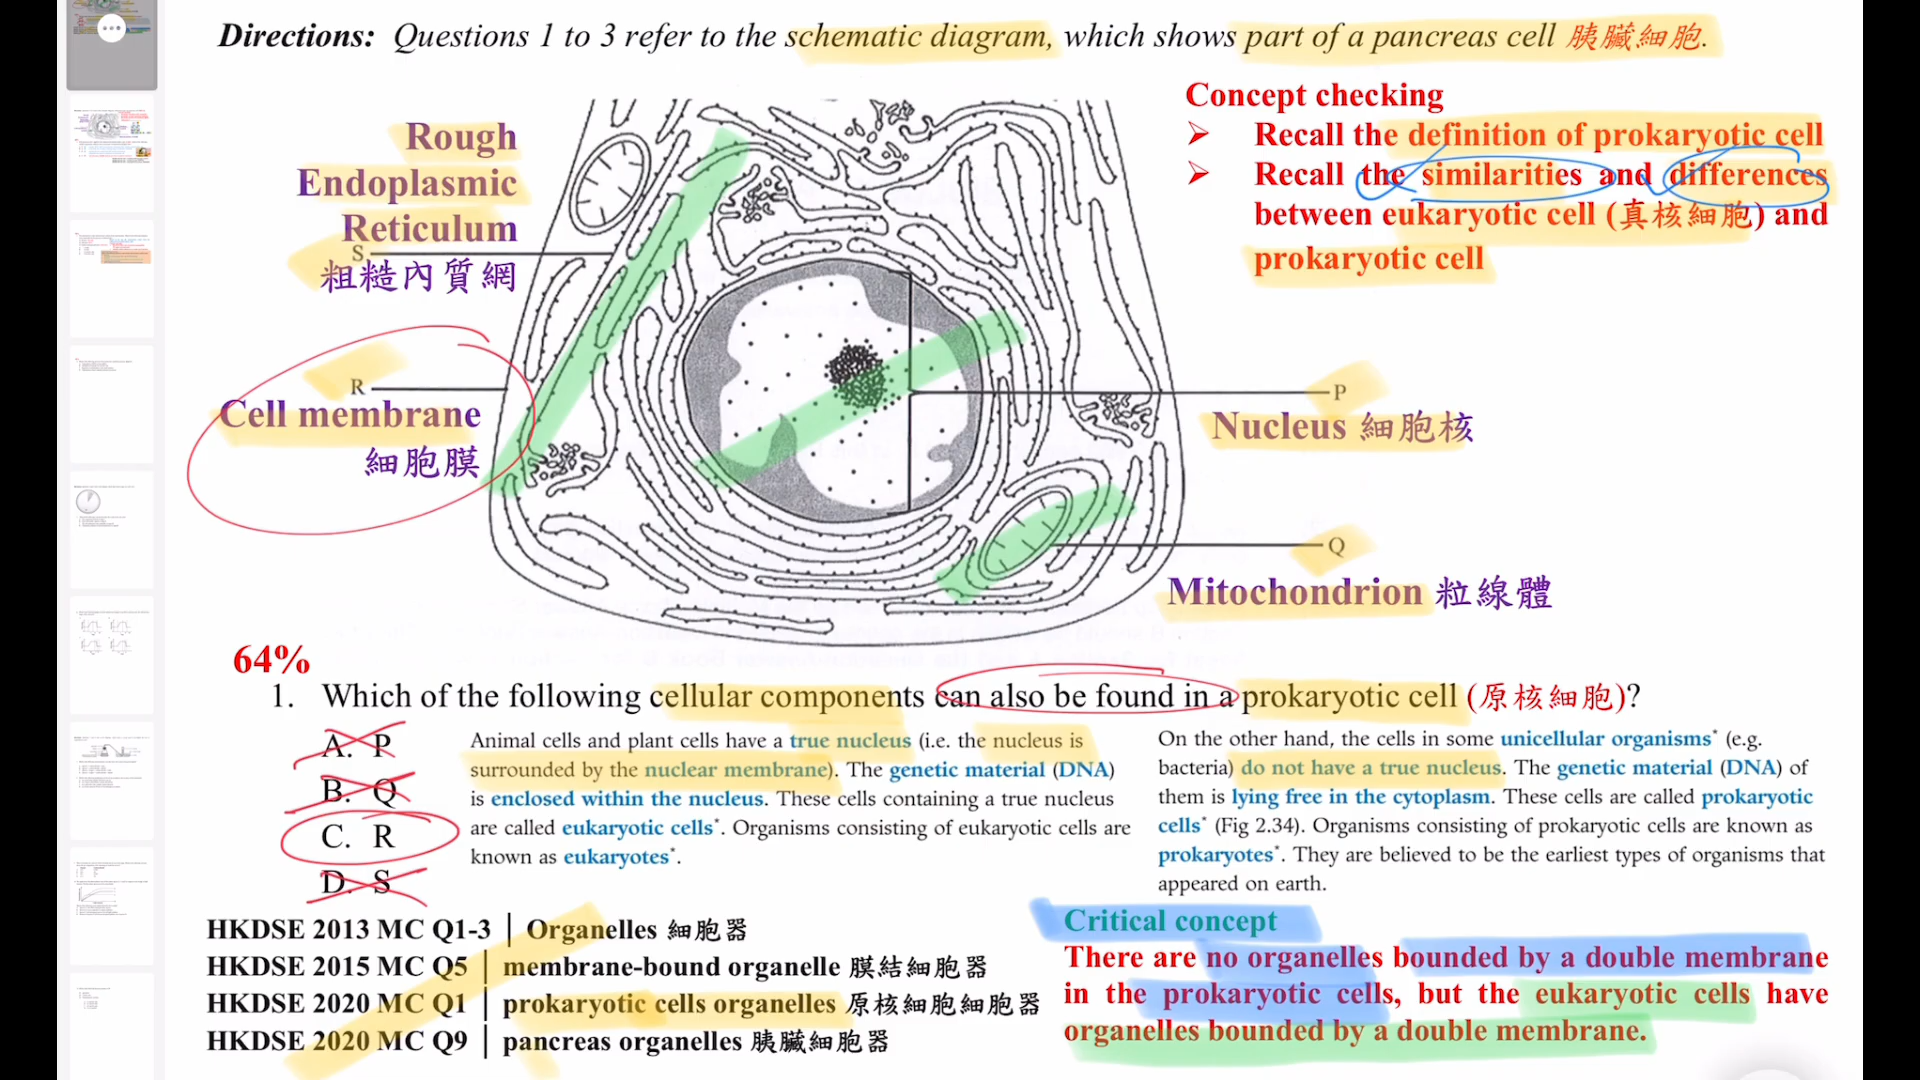 Directions: Questions 1 to 3 refer to the schematic diagram, which shows part of a pancreas cell 胰臟細胞.
Concept checking
➢ Recall the definition of prokaryotic cell
➢ Recall the similarities and differences
between eukaryotic cell (真核細胞) and
prokaryotic cell
Rough
Endoplasmic
Reticulum
S
粗糙內質網
R
Cell membrane
細胞膜
P
Nucleus 細胞核
Q
Mitochondrion 粒線體
64%
1. Which of the following cellular components can also be found in a prokaryotic cell (原核細胞)?
A. P
B. Q
C. R
D. S
Animal cells and plant cells have a true nucleus (i.e. the nucleus is
surrounded by the nuclear membrane). The genetic material (DNA)
is enclosed within the nucleus. These cells containing a true nucleus
are called eukaryotic cells*. Organisms consisting of eukaryotic cells are
known as eukaryotes*.
On the other hand, the cells in some unicellular organisms* (e.g.
bacteria) do not have a true nucleus. The genetic material (DNA) of
them is lying free in the cytoplasm. These cells are called prokaryotic
cells* (Fig 2.34). Organisms consisting of prokaryotic cells are known as
prokaryotes*. They are believed to be the earliest types of organisms that
appeared on earth.
HKDSE 2013 MC Q1-3 | Organelles 細胞器
HKDSE 2015 MC Q5 | membrane-bound organelle 膜結細胞器
HKDSE 2020 MC Q1 | prokaryotic cells organelles 原核細胞細胞器
HKDSE 2020 MC Q9 | pancreas organelles 胰臟細胞器
Critical concept
There are no organelles bounded by a double membrane
in the prokaryotic cells, but the eukaryotic cells have
organelles bounded by a double membrane.